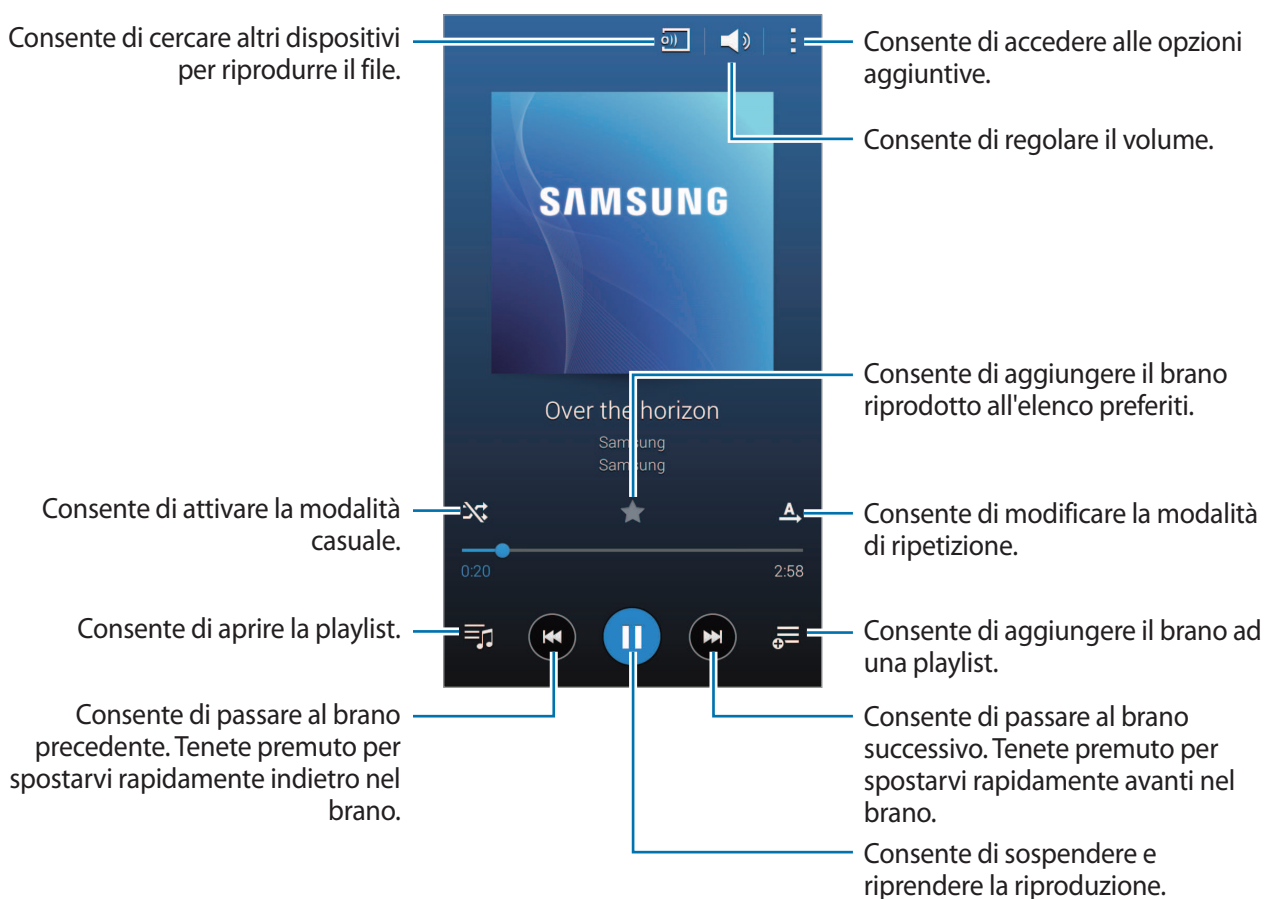 Consente di cercare altri dispositivi
per riprodurre il file.
Consente di accedere alle opzioni
aggiuntive.
Consente di regolare il volume.
SAMSUNG
Consente di aggiungere il brano
riprodotto all'elenco preferiti.
Over the horizon
Samsung
Samsung
Consente di attivare la modalità
casuale.
A
Consente di modificare la modalità
di ripetizione.
0:20
2:58
Consente di aprire la playlist.
Consente di aggiungere il brano ad
una playlist.
Consente di passare al brano
precedente. Tenete premuto per
spostarvi rapidamente indietro nel
brano.
Consente di passare al brano
successivo. Tenete premuto per
spostarvi rapidamente avanti nel
brano.
Consente di sospendere e
riprendere la riproduzione.